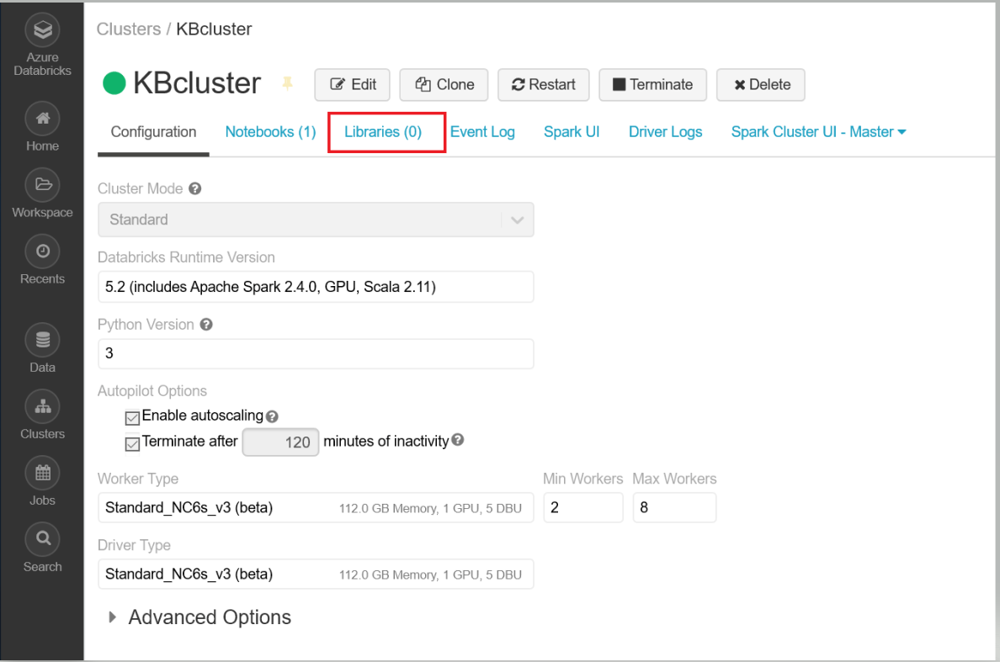 Azure
Databricks
Home
Workspace
Recents
Data
Clusters
Jobs
Search
Clusters / KBcluster
KBcluster Edit Clone Restart Terminate Delete
Configuration Notebooks (1) Libraries (0) Event Log Spark UI Driver Logs Spark Cluster UI - Master
Cluster Mode
Standard
Databricks Runtime Version
5.2 (includes Apache Spark 2.4.0, GPU, Scala 2.11)
Python Version
3
Autopilot Options
Enable autoscaling
Terminate after 120 minutes of inactivity
Worker Type Min Workers Max Workers
Standard_NC6s_v3 (beta) 112.0 GB Memory, 1 GPU, 5 DBU 2 8
Driver Type
Standard_NC6s_v3 (beta) 112.0 GB Memory, 1 GPU, 5 DBU
Advanced Options